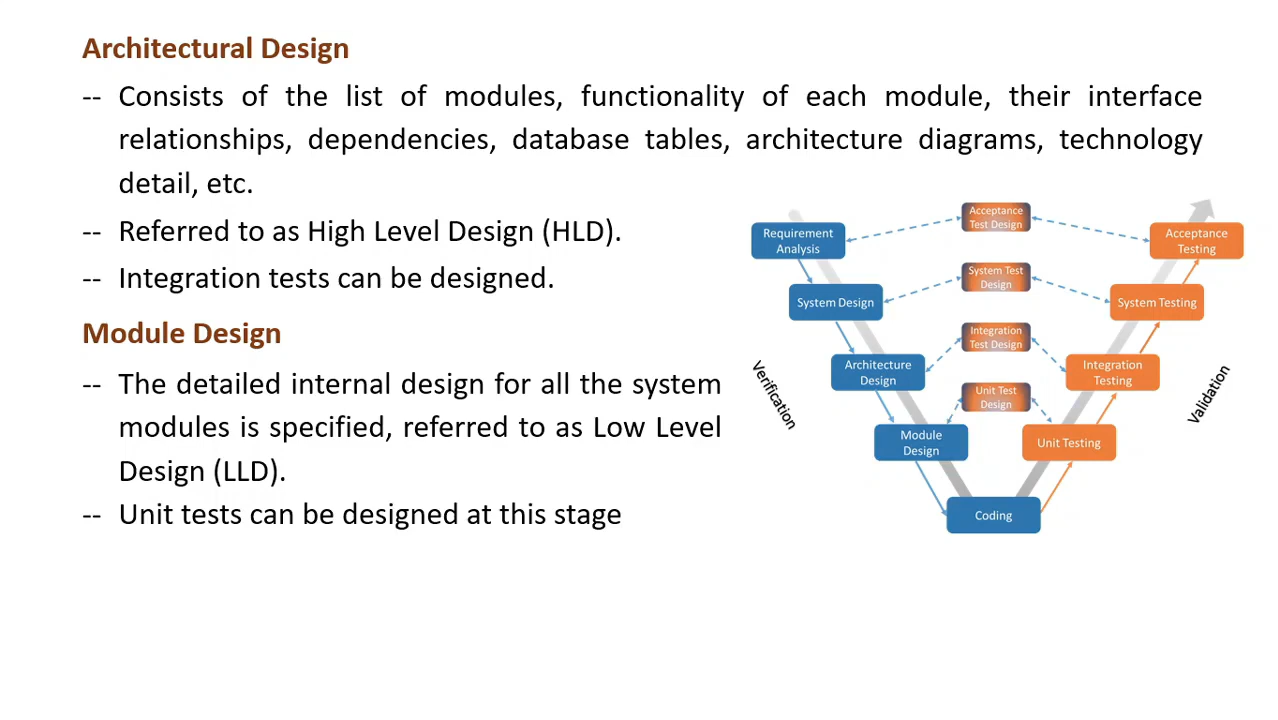 Architectural Design
-- Consists of the list of modules, functionality of each module, their interface
relationships, dependencies, database tables, architecture diagrams, technology
detail, etc.
-- Referred to as High Level Design (HLD).
-- Integration tests can be designed.
Module Design
-- The detailed internal design for all the system
modules is specified, referred to as Low Level
Design (LLD).
-- Unit tests can be designed at this stage
Requirement
Analysis
Acceptance
Test Design
Acceptance
Testing
System Design
System Test
Design
System Testing
Architecture
Design
Integration
Test Design
Integration
Testing
Module
Design
Unit Test
Design
Unit Testing
Coding
Verification
Validation